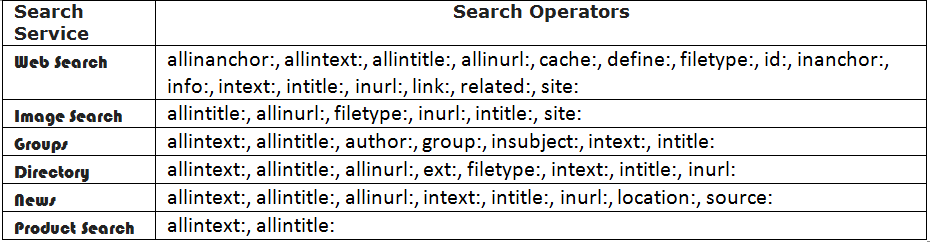 Search Service
Search Operators
Web Search
allinanchor:, allintext:, allintitle:, allinurl:, cache:, define:, filetype:, id:, inanchor:,
info:, intext:, intitle:, inurl:, link:, related:, site:
Image Search
allintitle:, allinurl:, filetype:, inurl:, intitle:, site:
Groups
allintext:, allintitle:, author:, group:, insubject:, intext:, intitle:
Directory
allintext:, allintitle:, allinurl:, ext:, filetype:, intext:, intitle:, inurl:
News
allintext:, allintitle:, allinurl:, intext:, intitle:, inurl:, location:, source:
Product Search
allintext:, allintitle: